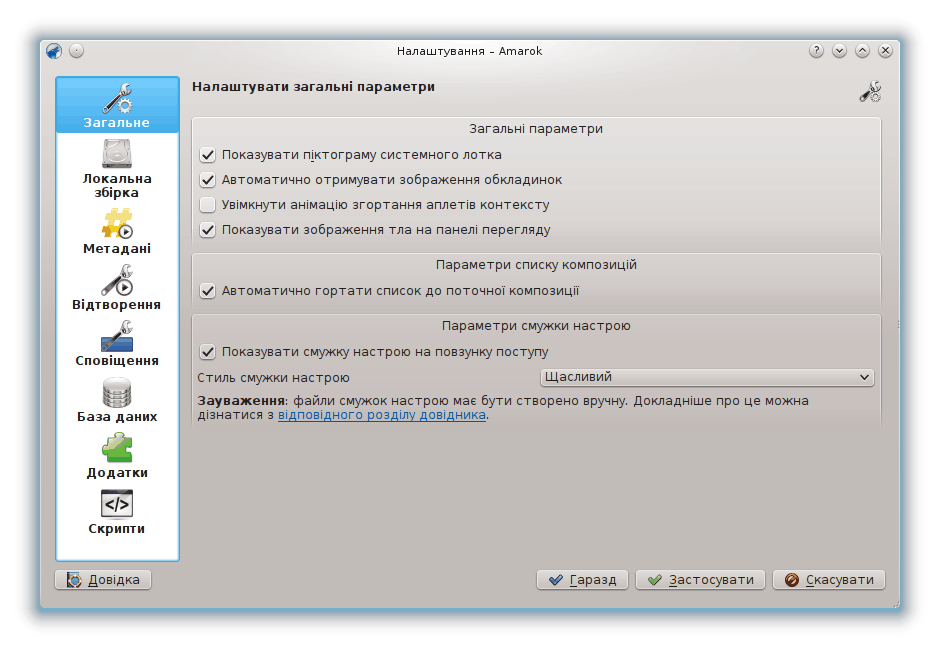 Налаштування – Amarok
Загальне
Локальна
збірка
Метадані
Відтворення
Сповіщення
База даних
Додатки
Скрипти
Налаштувати загальні параметри
Загальні параметри
Показувати піктограму системного лотка
Автоматично отримувати зображення обкладинок
Увімкнути анімацію згортання аплетів контексту
Показувати зображення тла на панелі перегляду
Параметри списку композицій
Автоматично гортати список до поточної композиції
Параметри смужки настрою
Показувати смужку настрою на повзунку поступу
Стиль смужки настрою Щасливий
Зауваження: файли смужок настрою має бути створено вручну. Докладніше про це можна
дізнатися з відповідного розділу довідника.
Довідка Гаразд Застосувати Скасувати